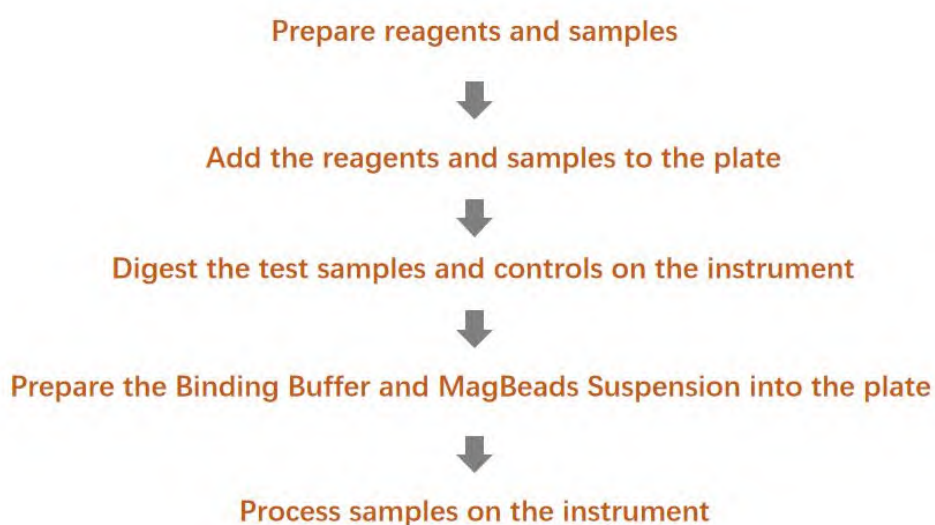 Prepare reagents and samples
Add the reagents and samples to the plate
Digest the test samples and controls on the instrument
Prepare the Binding Buffer and MagBeads Suspension into the plate
Process samples on the instrument